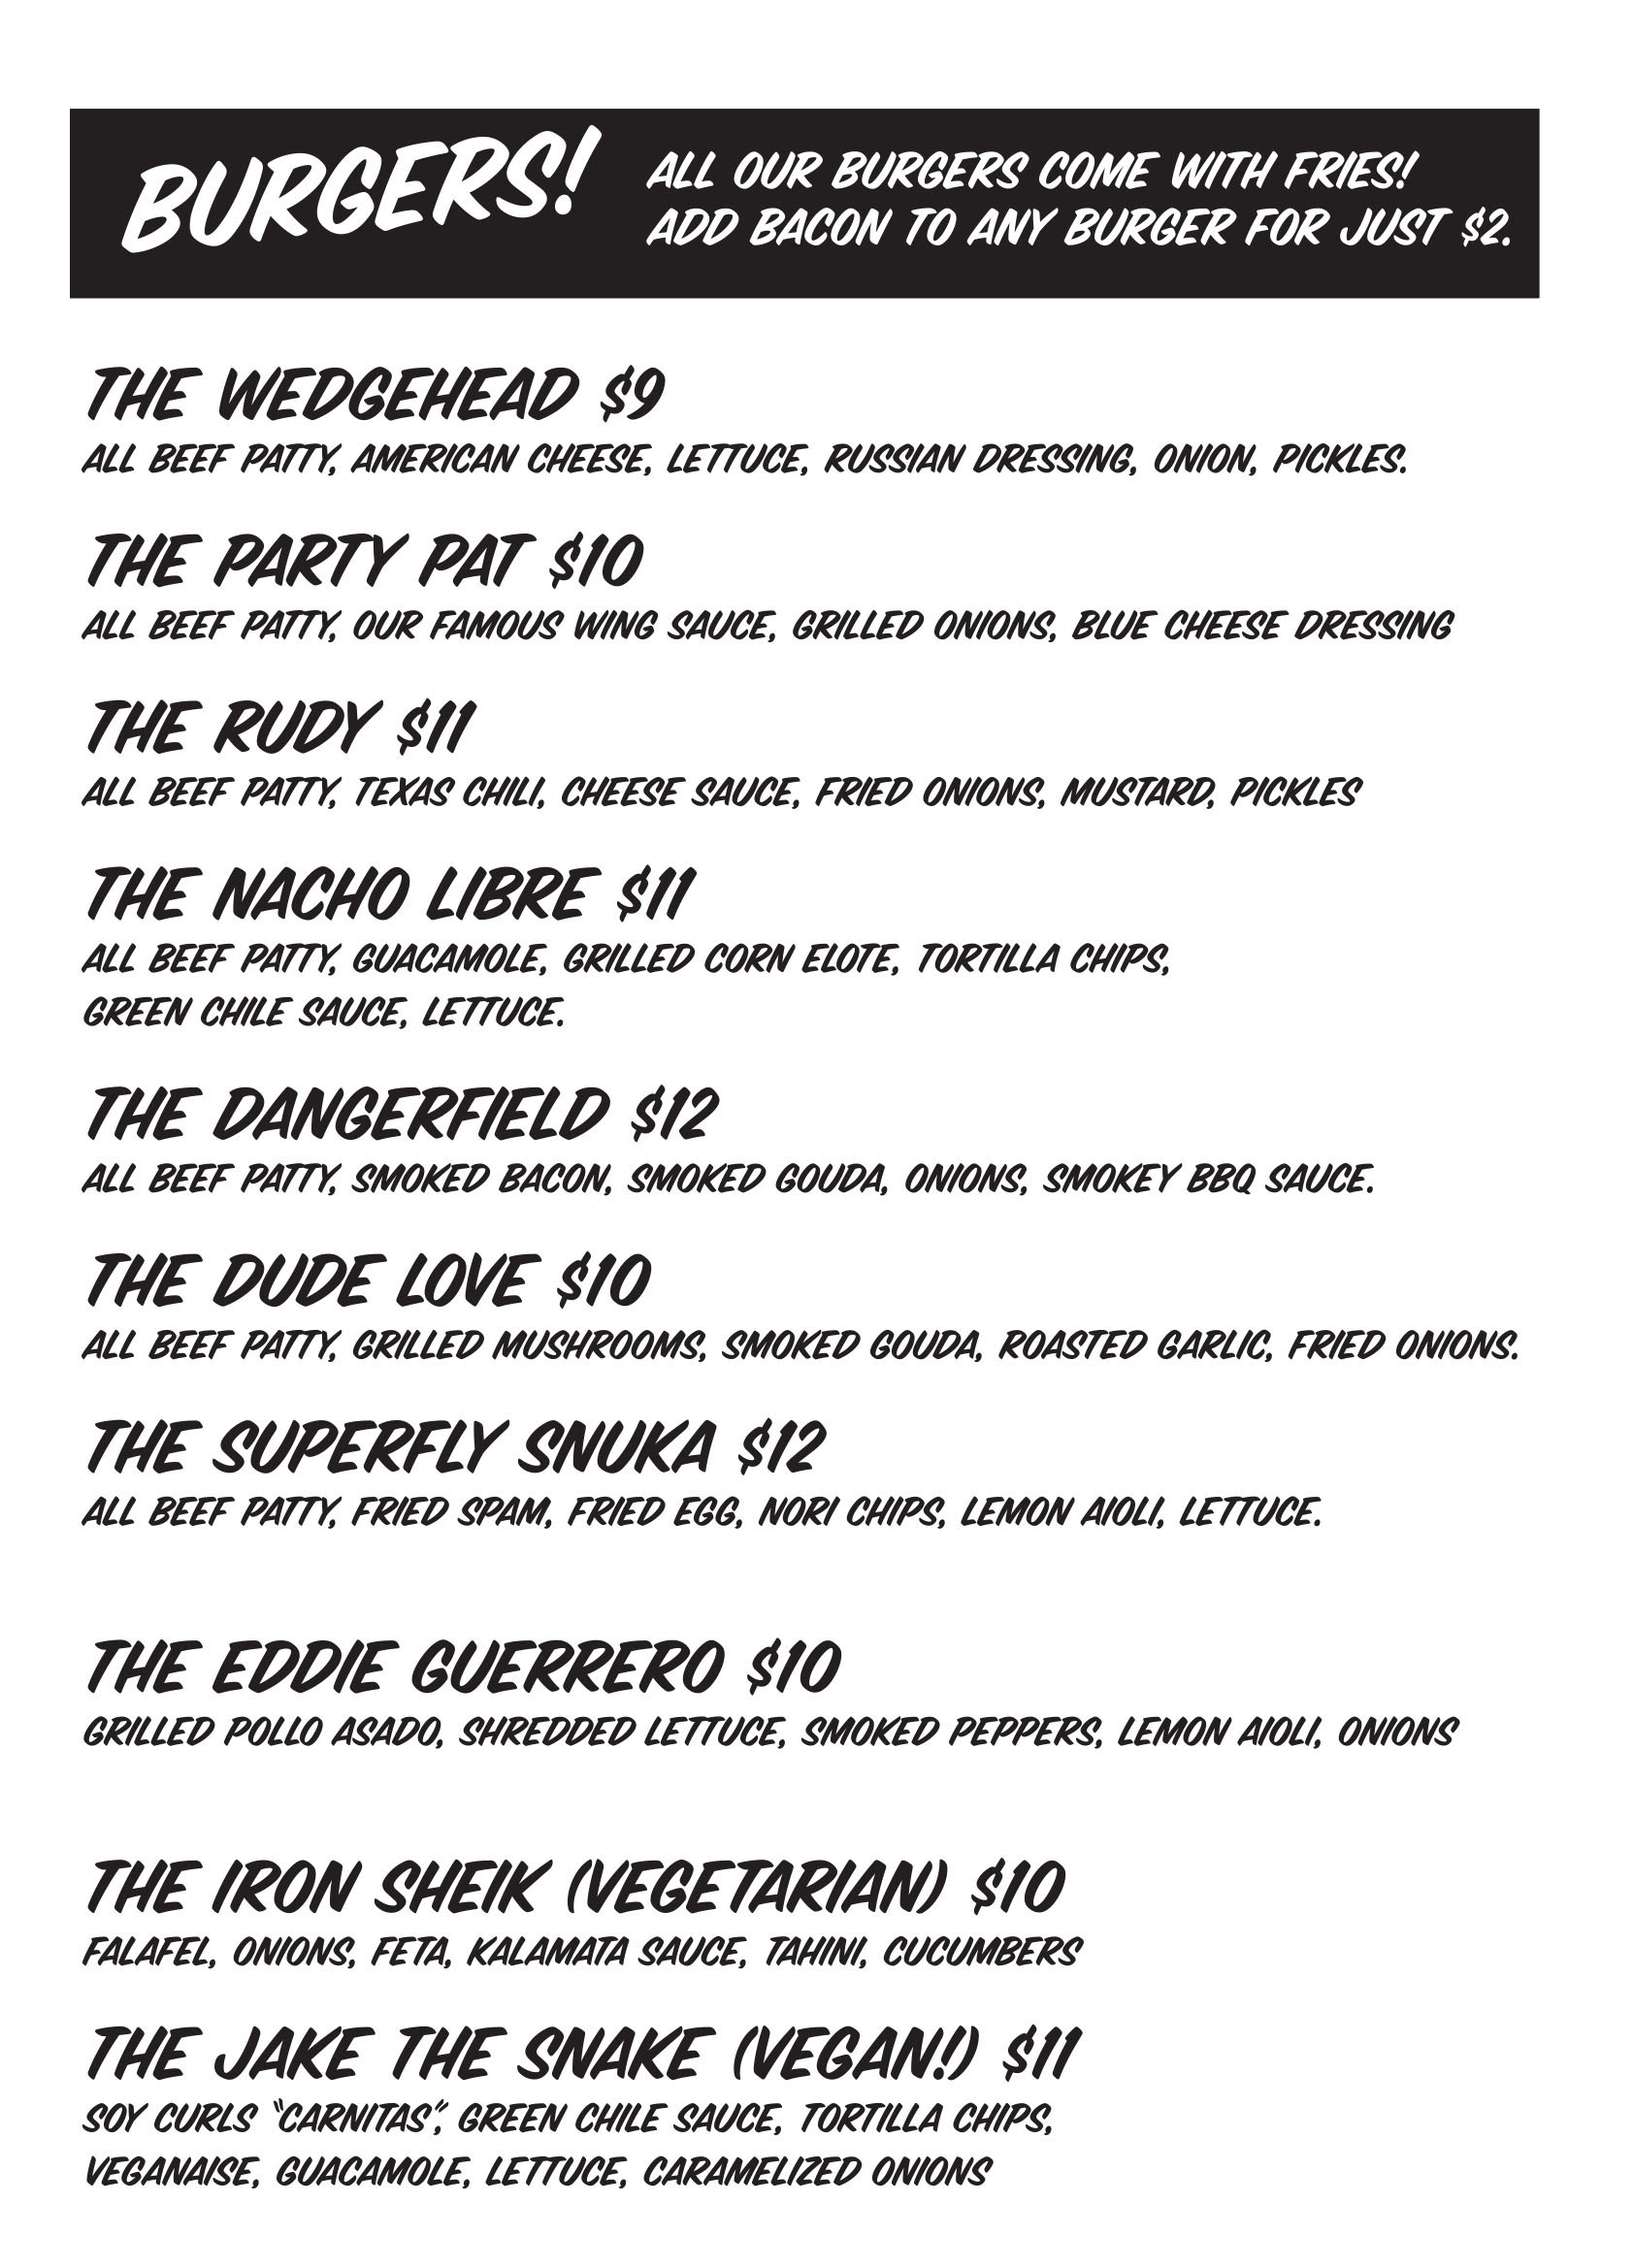 BURGERS!
ALL OUR BURGERS COME WITH FRIES!
ADD BACON TO ANY BURGER FOR JUST $2.
THE WEDGEHEAD $9
ALL BEEF PATTY, AMERICAN CHEESE, LETTUCE, RUSSIAN DRESSING, ONION, PICKLES.
THE PARTY PAT $10
ALL BEEF PATTY, OUR FAMOUS WING SAUCE, GRILLED ONIONS, BLUE CHEESE DRESSING
THE RUDY $11
ALL BEEF PATTY, TEXAS CHILI, CHEESE SAUCE, FRIED ONIONS, MUSTARD, PICKLES
THE NACHO LIBRE $11
ALL BEEF PATTY, GUACAMOLE, GRILLED CORN ELOTE, TORTILLA CHIPS,
GREEN CHILE SAUCE, LETTUCE.
THE DANGERFIELD $12
ALL BEEF PATTY, SMOKED BACON, SMOKED GOUDA, ONIONS, SMOKEY BBQ SAUCE.
THE DUDE LOVE $10
ALL BEEF PATTY, GRILLED MUSHROOMS, SMOKED GOUDA, ROASTED GARLIC, FRIED ONIONS.
THE SUPERFLY SNUKA $12
ALL BEEF PATTY, FRIED SPAM, FRIED EGG, NORI CHIPS, LEMON AIOLI, LETTUCE.
THE EDDIE GUERRERO $10
GRILLED POLLO ASADO, SHREDDED LETTUCE, SMOKED PEPPERS, LEMON AIOLI, ONIONS
THE IRON SHEIK (VEGETARIAN) $10
FALAFEL, ONIONS, FETA, KALAMATA SAUCE, TAHINI, CUCUMBERS
THE JAKE THE SNAKE (VEGAN!) $11
SOY CURLS “CARNITAS”, GREEN CHILE SAUCE, TORTILLA CHIPS,
VEGANAISE, GUACAMOLE, LETTUCE, CARAMELIZED ONIONS